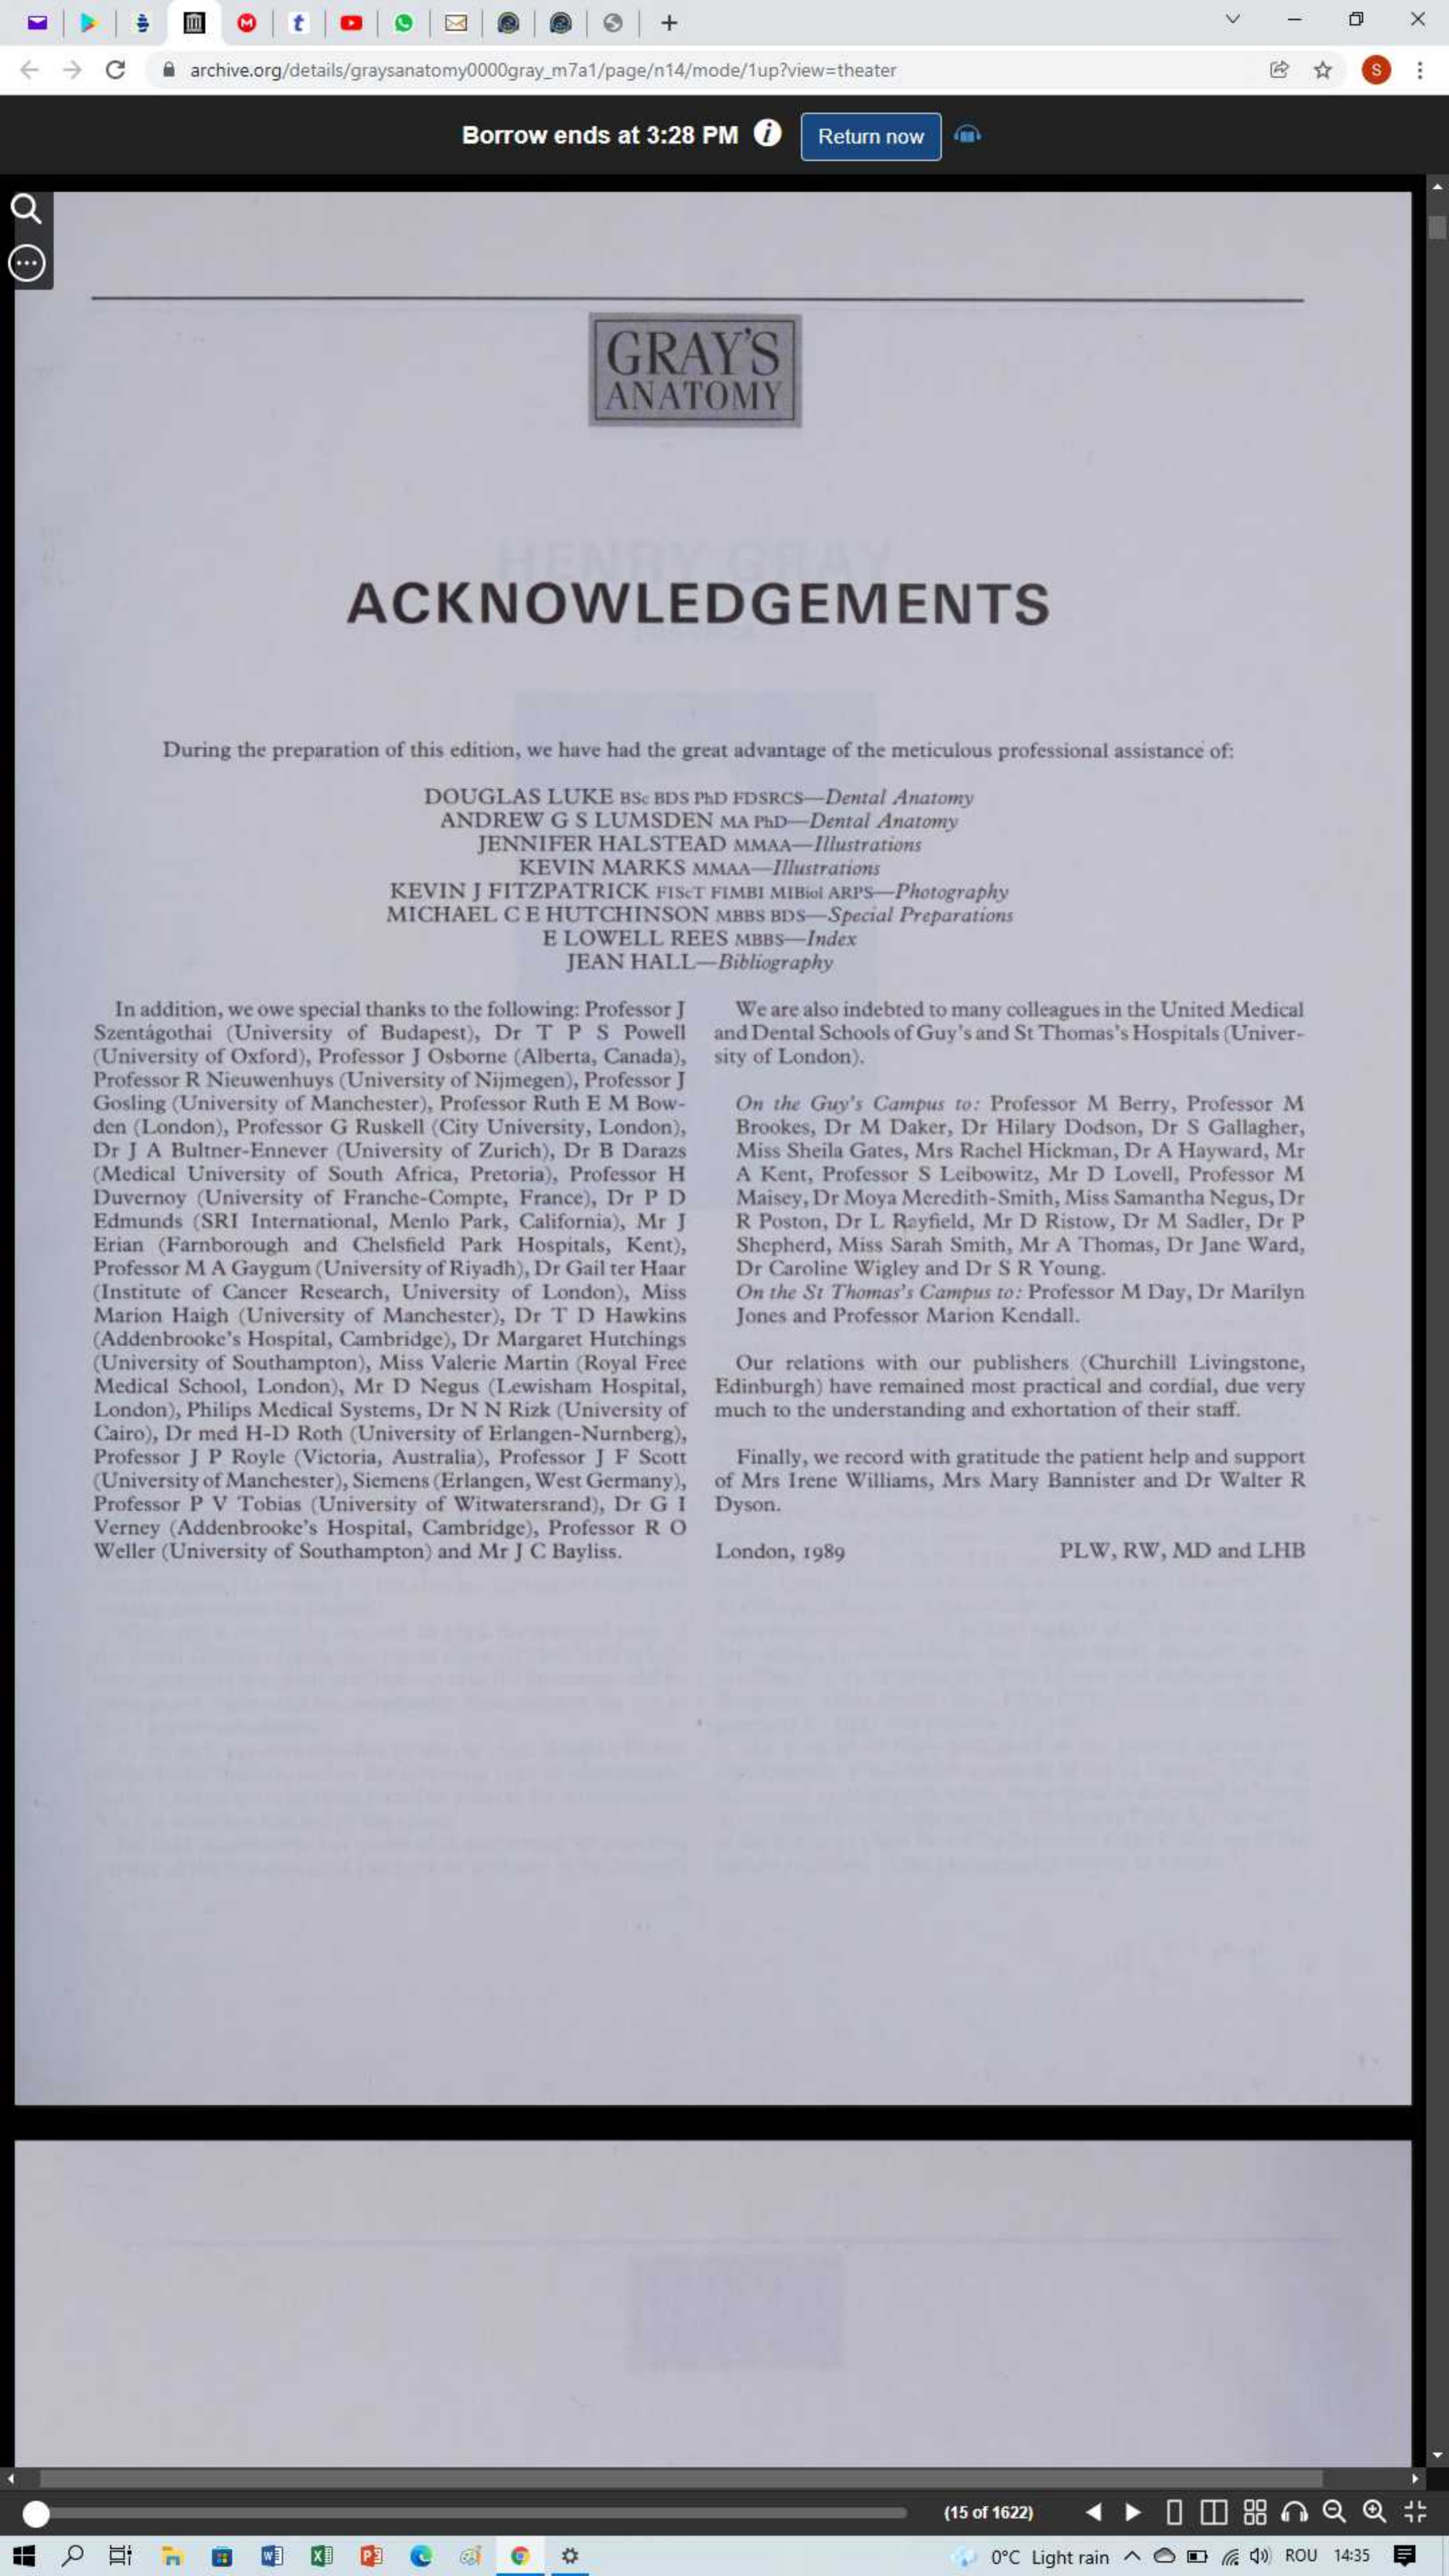 archive.org/details/graysanatomy0000gray_m7a1/page/n14/mode/1up?view=theater
S
Borrow ends at 3:28 PM
Return now
GRAY'S
ANATOMY
ACKNOWLEDGEMENTS
During the preparation of this edition, we have had the great advantage of the meticulous professional assistance of:
DOUGLAS LUKE BSc BDS PhD FDSRCS—Dental Anatomy
ANDREW G S LUMSDEN MA PhD—Dental Anatomy
JENNIFER HALSTEAD MMAA—Illustrations
KEVIN MARKS MMAA—Illustrations
KEVIN J FITZPATRICK FIScT FIMBI MIBiol ARPS—Photography
MICHAEL C E HUTCHINSON MBBS BDS—Special Preparations
E LOWELL REES MBBS—Index
JEAN HALL—Bibliography
In addition, we owe special thanks to the following: Professor J
Szentágothai (University of Budapest), Dr T P S Powell
(University of Oxford), Professor J Osborne (Alberta, Canada),
Professor R Nieuwenhuys (University of Nijmegen), Professor J
Gosling (University of Manchester), Professor Ruth E M Bow-
den (London), Professor G Ruskell (City University, London),
Dr J A Bultner-Ennever (University of Zurich), Dr B Darazs
(Medical University of South Africa, Pretoria), Professor H
Duvernoy (University of Franche-Compte, France), Dr P D
Edmunds (SRI International, Menlo Park, California), Mr J
Erian (Farnborough and Chelsfield Park Hospitals, Kent),
Professor M A Gaygum (University of Riyadh), Dr Gail ter Haar
(Institute of Cancer Research, University of London), Miss
Marion Haigh (University of Manchester), Dr T D Hawkins
(Addenbrooke's Hospital, Cambridge), Dr Margaret Hutchings
(University of Southampton), Miss Valerie Martin (Royal Free
Medical School, London), Mr D Negus (Lewisham Hospital,
London), Philips Medical Systems, Dr N N Rizk (University of
Cairo), Dr med H-D Roth (University of Erlangen-Nurnberg),
Professor J P Royle (Victoria, Australia), Professor J F Scott
(University of Manchester), Siemens (Erlangen, West Germany),
Professor P V Tobias (University of Witwatersrand), Dr G I
Verney (Addenbrooke's Hospital, Cambridge), Professor R O
Weller (University of Southampton) and Mr J C Bayliss.
We are also indebted to many colleagues in the United Medical
and Dental Schools of Guy's and St Thomas's Hospitals (Univer-
sity of London).
On the Guy's Campus to: Professor M Berry, Professor M
Brookes, Dr M Daker, Dr Hilary Dodson, Dr S Gallagher,
Miss Sheila Gates, Mrs Rachel Hickman, Dr A Hayward, Mr
A Kent, Professor S Leibowitz, Mr D Lovell, Professor M
Maisey, Dr Moya Meredith-Smith, Miss Samantha Negus, Dr
R Poston, Dr L Rayfield, Mr D Ristow, Dr M Sadler, Dr P
Shepherd, Miss Sarah Smith, Mr A Thomas, Dr Jane Ward,
Dr Caroline Wigley and Dr S R Young.
On the St Thomas's Campus to: Professor M Day, Dr Marilyn
Jones and Professor Marion Kendall.
Our relations with our publishers (Churchill Livingstone,
Edinburgh) have remained most practical and cordial, due very
much to the understanding and exhortation of their staff.
Finally, we record with gratitude the patient help and support
of Mrs Irene Williams, Mrs Mary Bannister and Dr Walter R
Dyson.
London, 1989 PLW, RW, MD and LHB
(15 of 1622)
0°C Light rain ROU 14:35